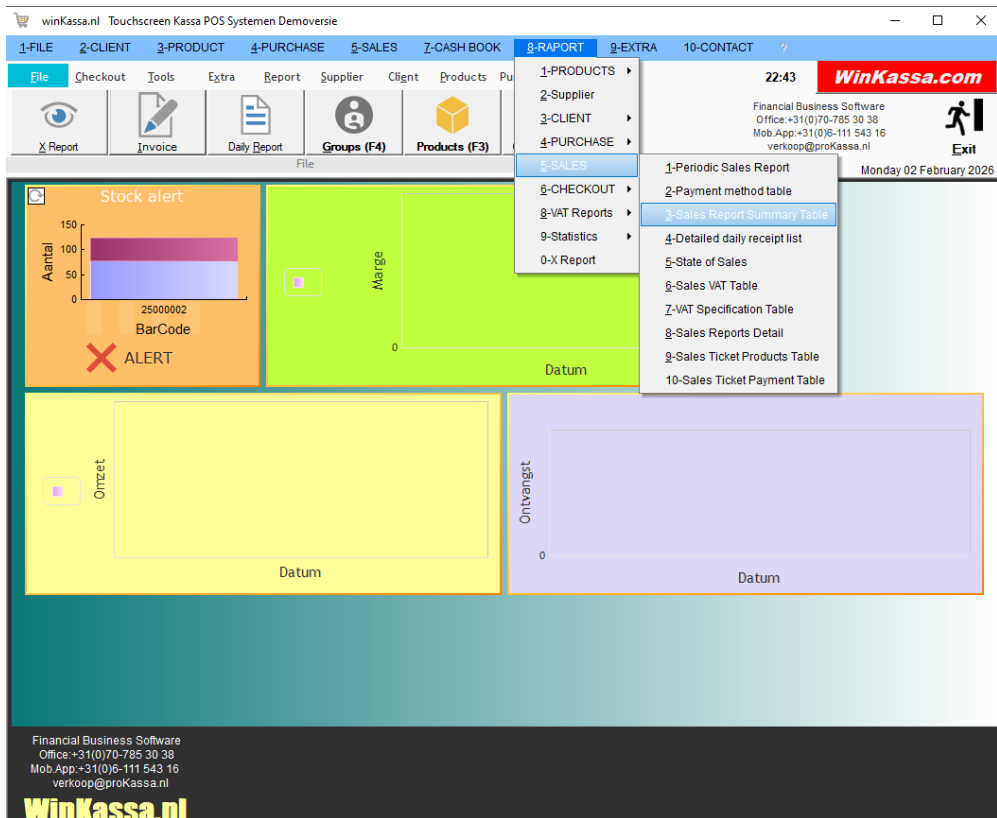 winKassa.nl Touchscreen Kassa POS Systemen Demoversie
1-FILE 2-CLIENT 3-PRODUCT 4-PURCHASE 5-SALES 7-CASH BOOK 8-RAPORT 9-EXTRA 10-CONTACT ?
File Checkout Tools Extra Report Supplier Client Products Pu
22:43 WinKassa.com
X Report Invoice Daily Report Groups (F4) Products (F3)
File
Financial Business Software
Office:+31(0)70-785 30 38
Mob.App:+31(0)6-111 543 16
verkoop@proKassa.nl
Exit
Monday 02 February 2026
1-PRODUCTS
2-Supplier
3-CLIENT
4-PURCHASE
5-SALES
6-CHECKOUT
8-VAT Reports
9-Statistics
0-X Report
1-Periodic Sales Report
2-Payment method table
3-Sales Report Summary Table
4-Detailed daily receipt list
5-State of Sales
6-Sales VAT Table
7-VAT Specification Table
8-Sales Reports Detail
9-Sales Ticket Products Table
10-Sales Ticket Payment Table
Stock alert
Aantal
150
100
50
0
25000002
BarCode
ALERT
Marge
0
Datum
Omzet
Datum
Ontvangst
0
Datum
Financial Business Software
Office:+31(0)70-785 30 38
Mob.App:+31(0)6-111 543 16
verkoop@proKassa.nl
WinKassa.nl